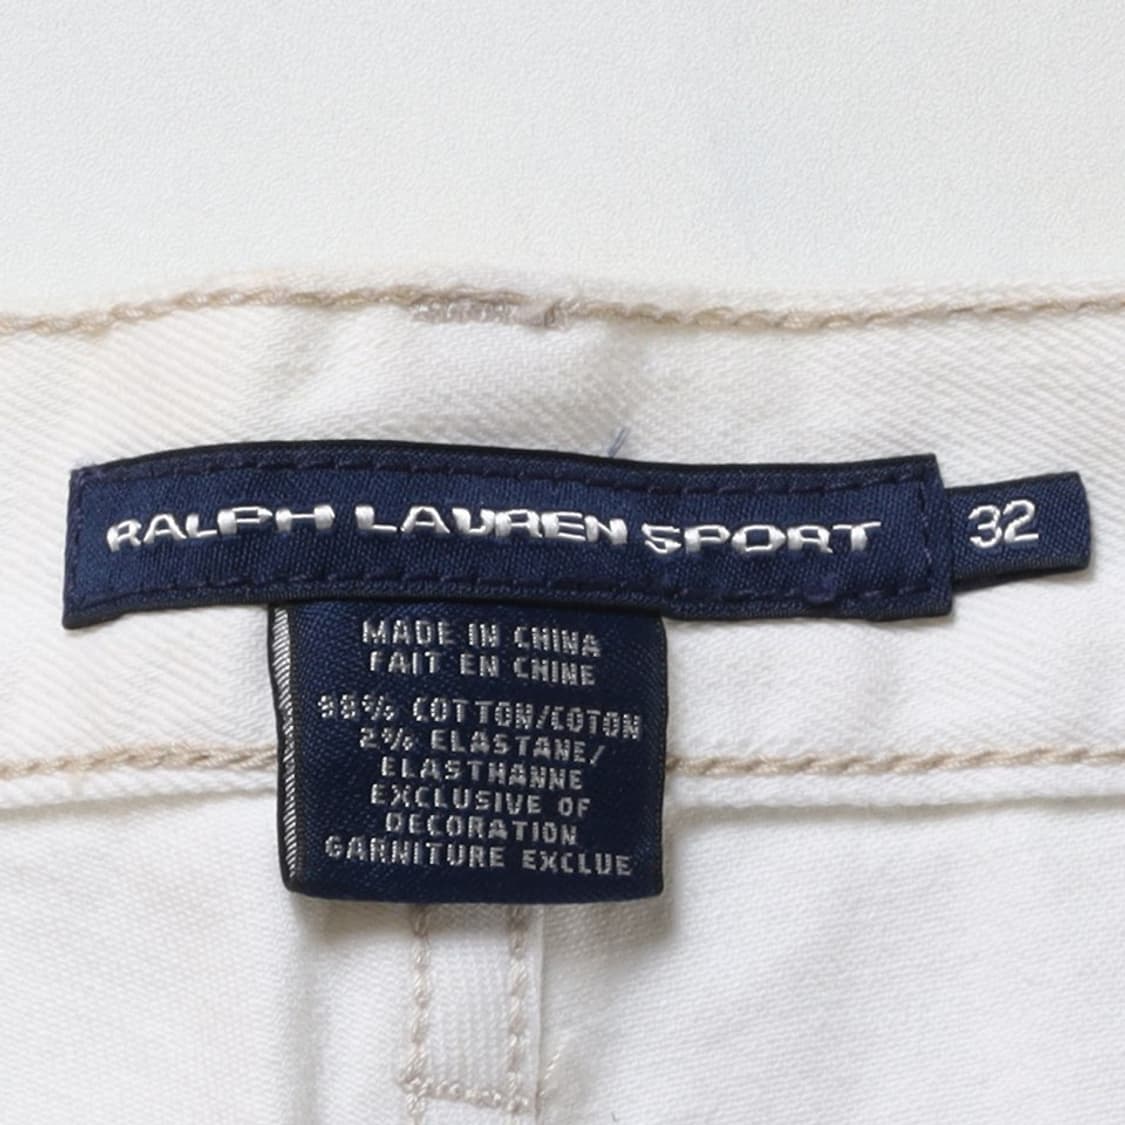 RALPH LAUREN SPORT
32
MADE IN CHINA
FAIT EN CHINE
98% COTTON/COTON
2% ELASTANE/
ELASTHANNE
EXCLUSIVE OF
DECORATION
GARNITURE EXCLUE